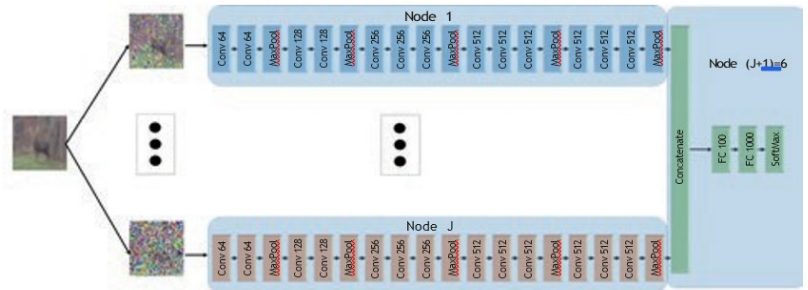 Node 1
Conv 64
Conv 64
MaxPool
Conv 128
Conv 128
MaxPool
Conv 256
Conv 256
Conv 256
MaxPool
Conv 512
Conv 512
Conv 512
MaxPool
Conv 512
Conv 512
Conv 512
MaxPool
Node (J+1)=6
Concatenate
FC 100
FC 1000
SoftMax
Node J
Conv 64
Conv 64
MaxPool
Conv 128
Conv 128
MaxPool
Conv 256
Conv 256
Conv 256
MaxPool
Conv 512
Conv 512
Conv 512
MaxPool
Conv 512
Conv 512
Conv 512
MaxPool